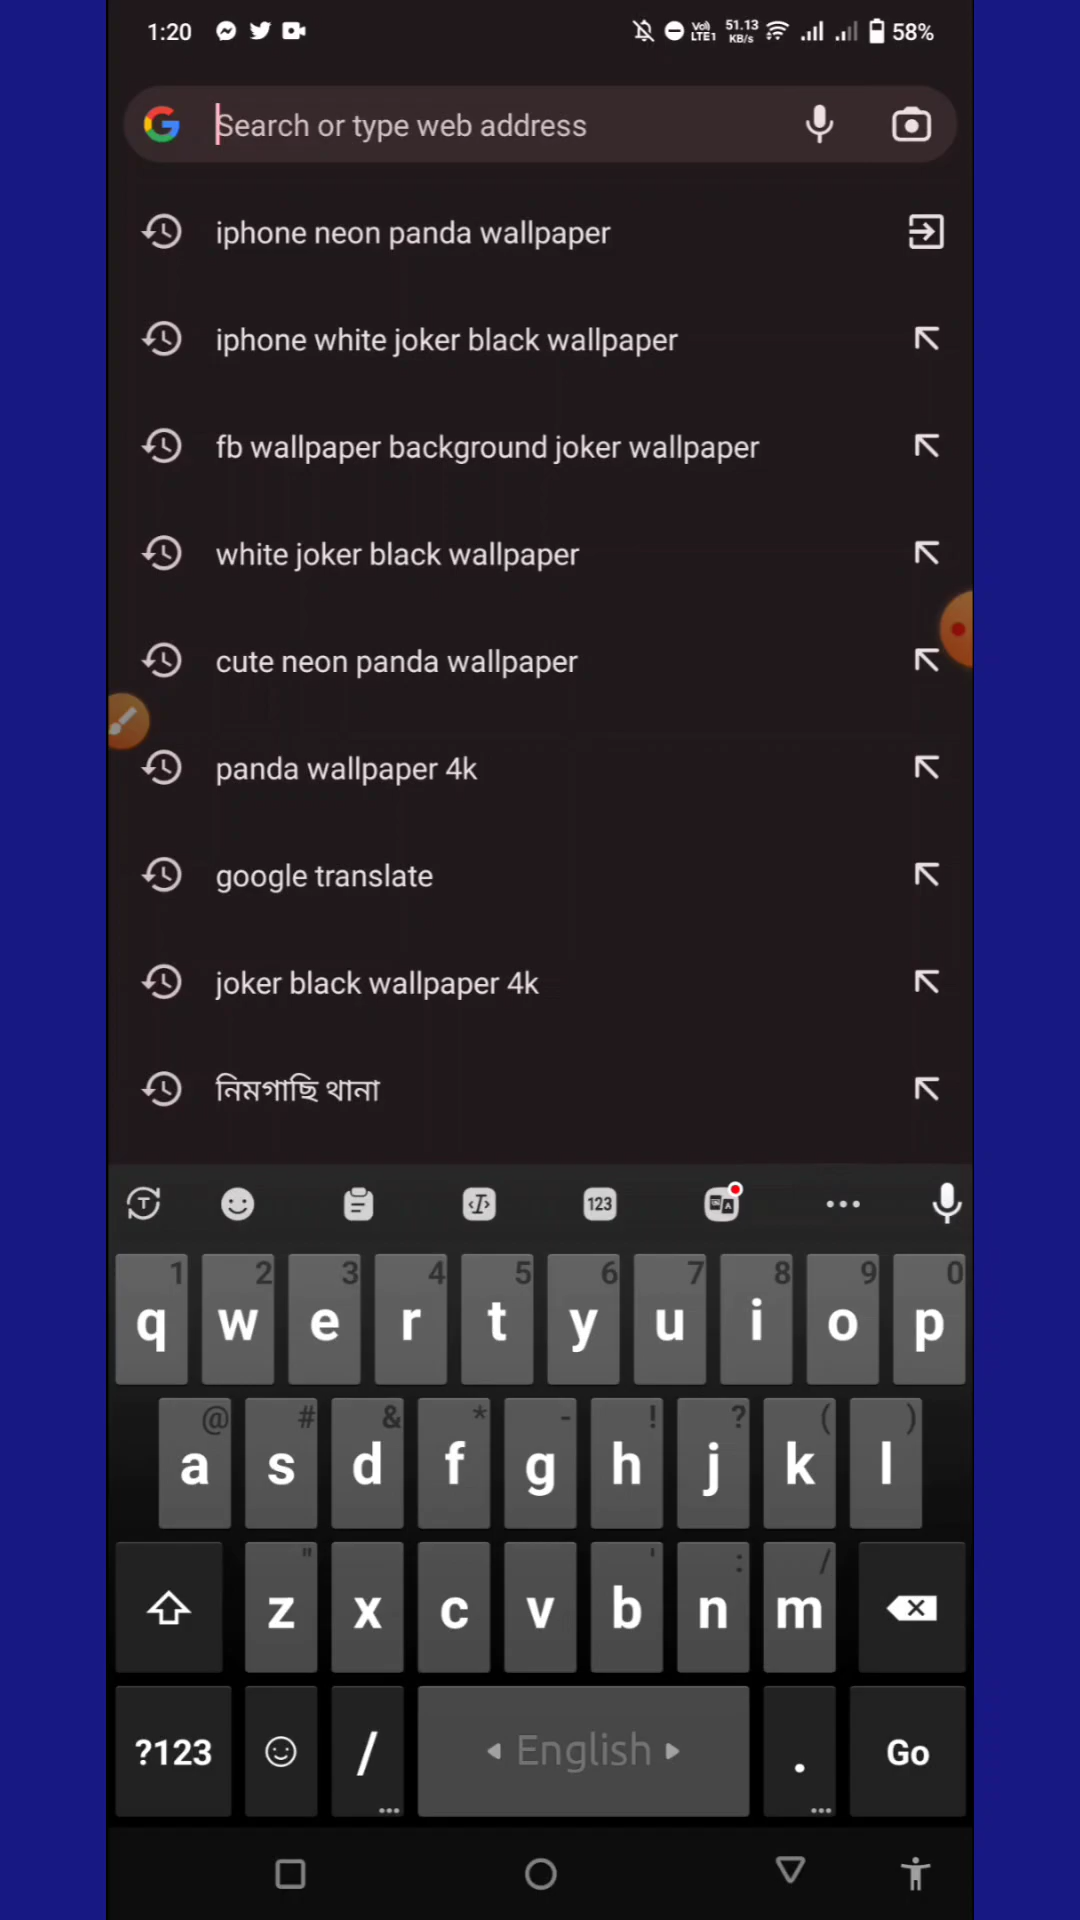 1:20 Vo) LTE1 51.13 KB/s 58%
Search or type web address
iphone neon panda wallpaper
iphone white joker black wallpaper
fb wallpaper background joker wallpaper
white joker black wallpaper
cute neon panda wallpaper
panda wallpaper 4k
google translate
joker black wallpaper 4k
নিমগাছি থানা
T 123 A ...
1 2 3 4 5 6 7 8 9 0
q w e r t y u i o p
@ # & * - ! ? ( )
a s d f g h j k l
" ' : /
z x c v b n m
?123 / English . Go